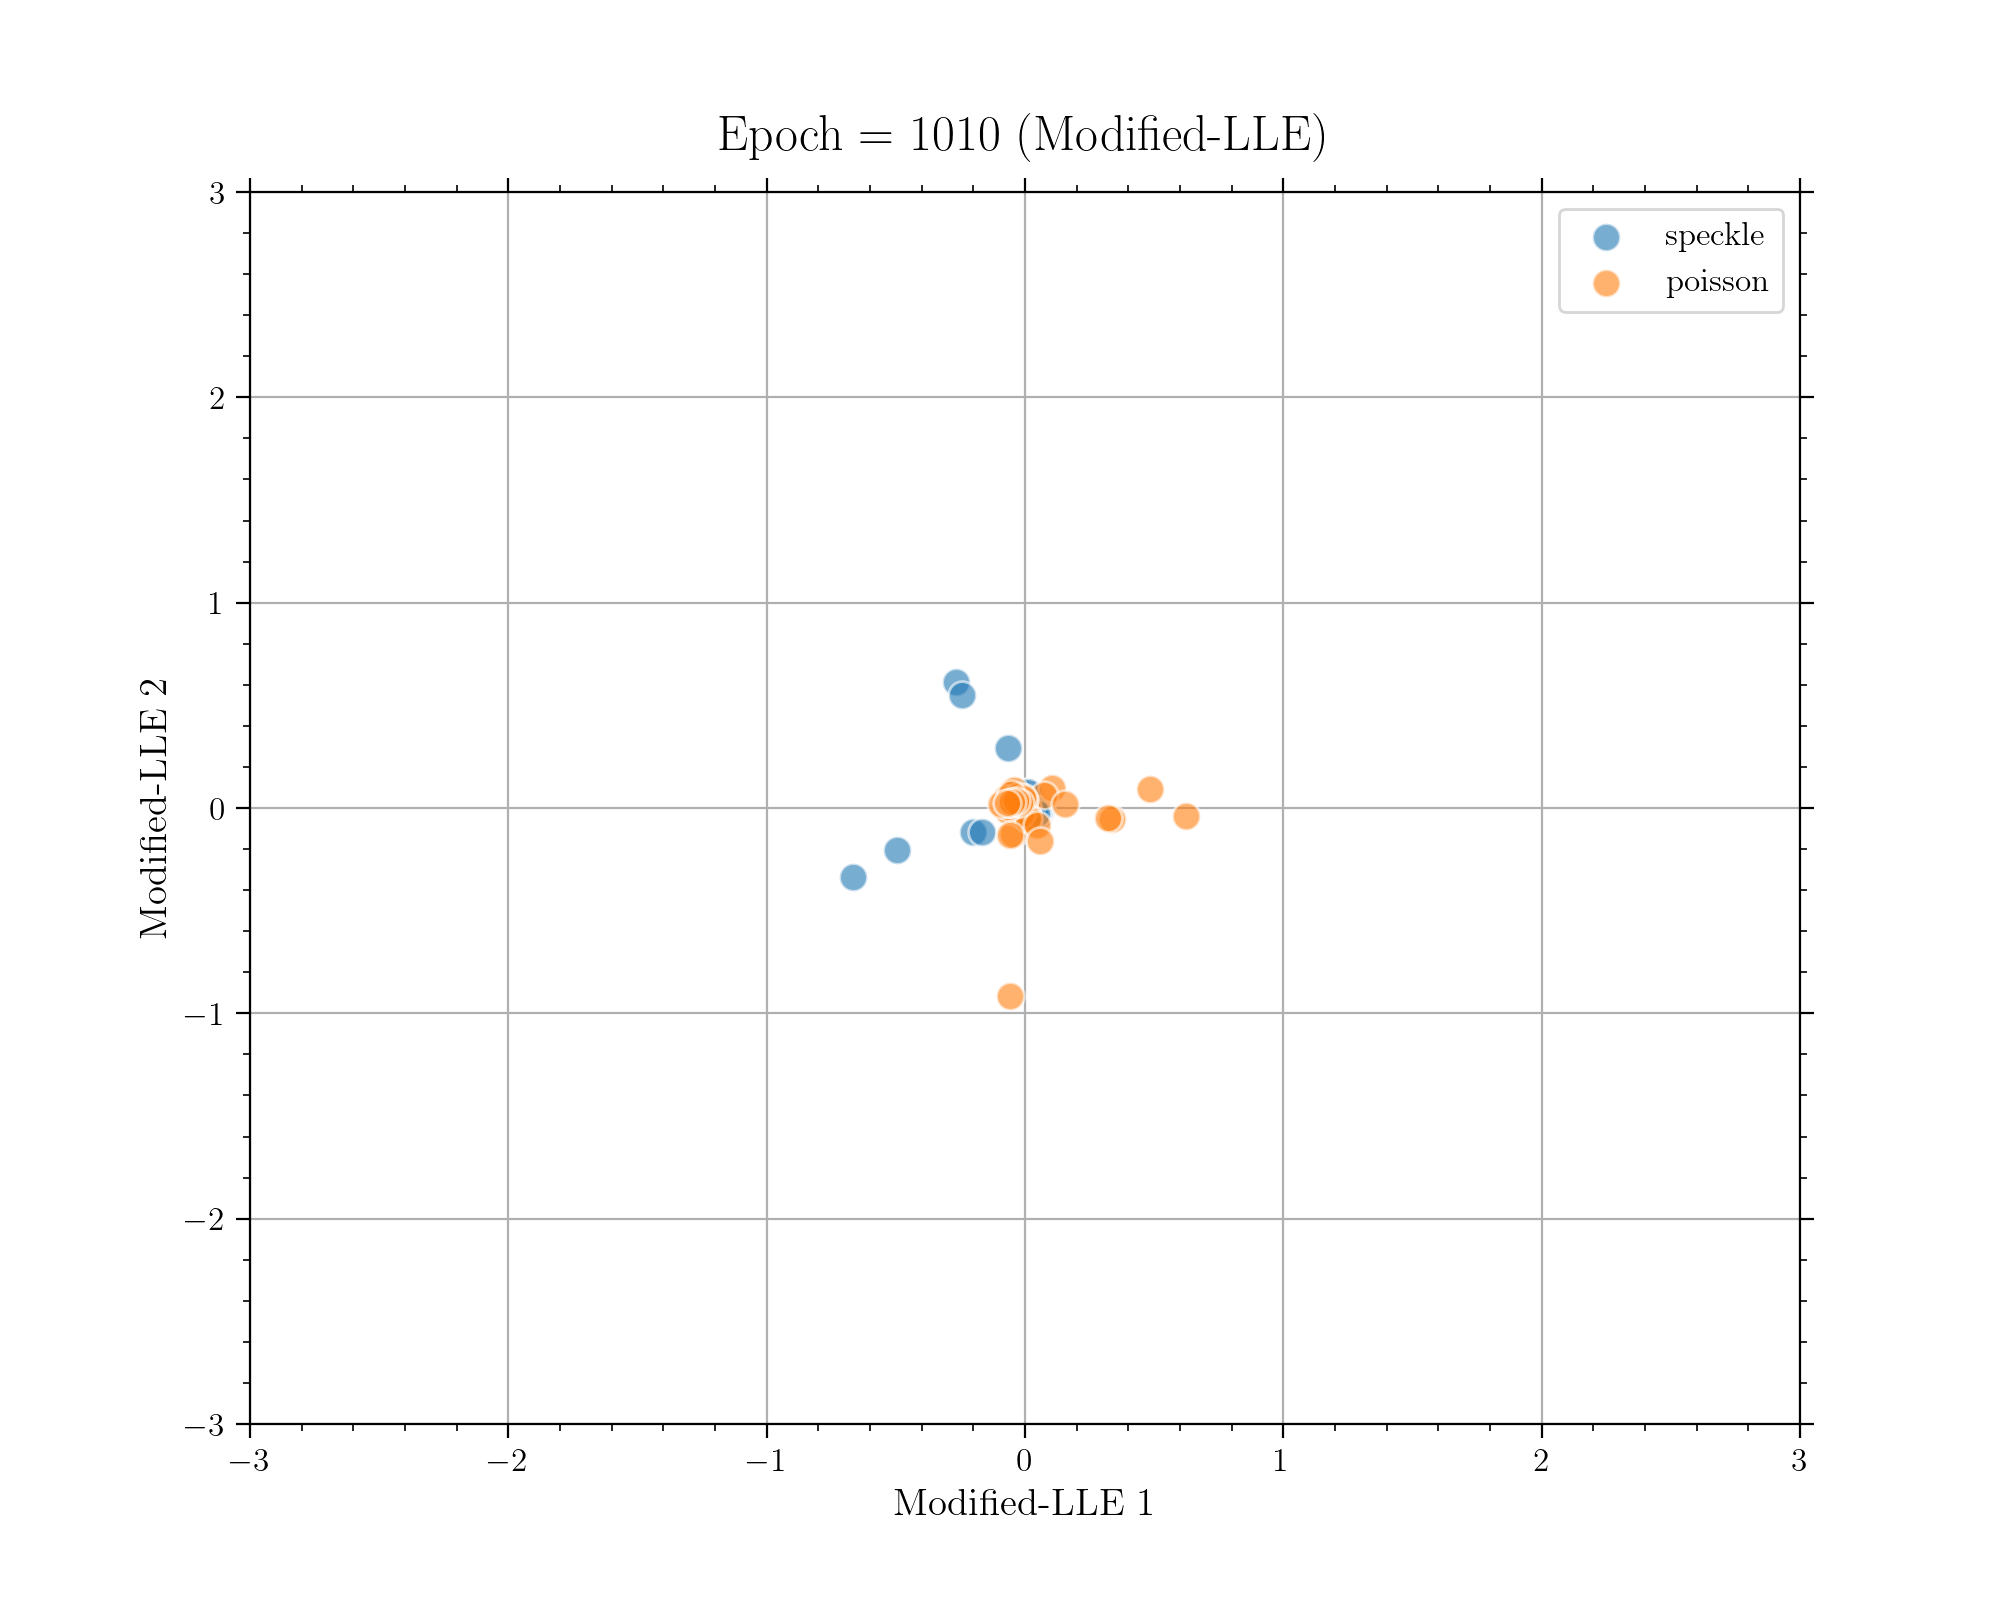 Epoch = 1010 (Modified-LLE)
speckle
poisson
3
2
1
0
−1
−2
−3
Modified-LLE 2
−3 −2 −1 0 1 2 3
Modified-LLE 1